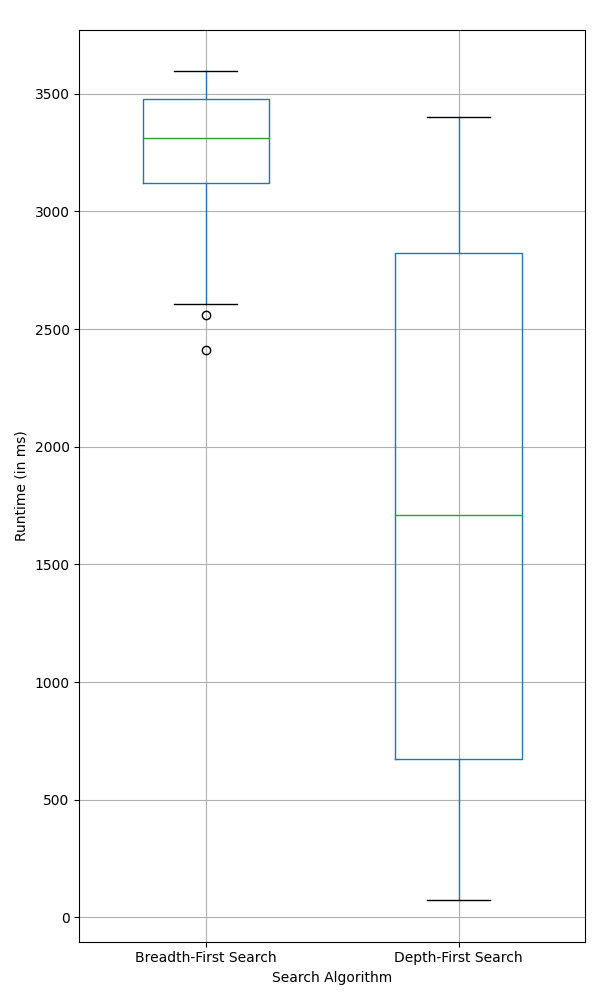 3500
3000
2500
2000
1500
1000
500
0
Runtime (in ms)
Breadth-First Search
Depth-First Search
Search Algorithm